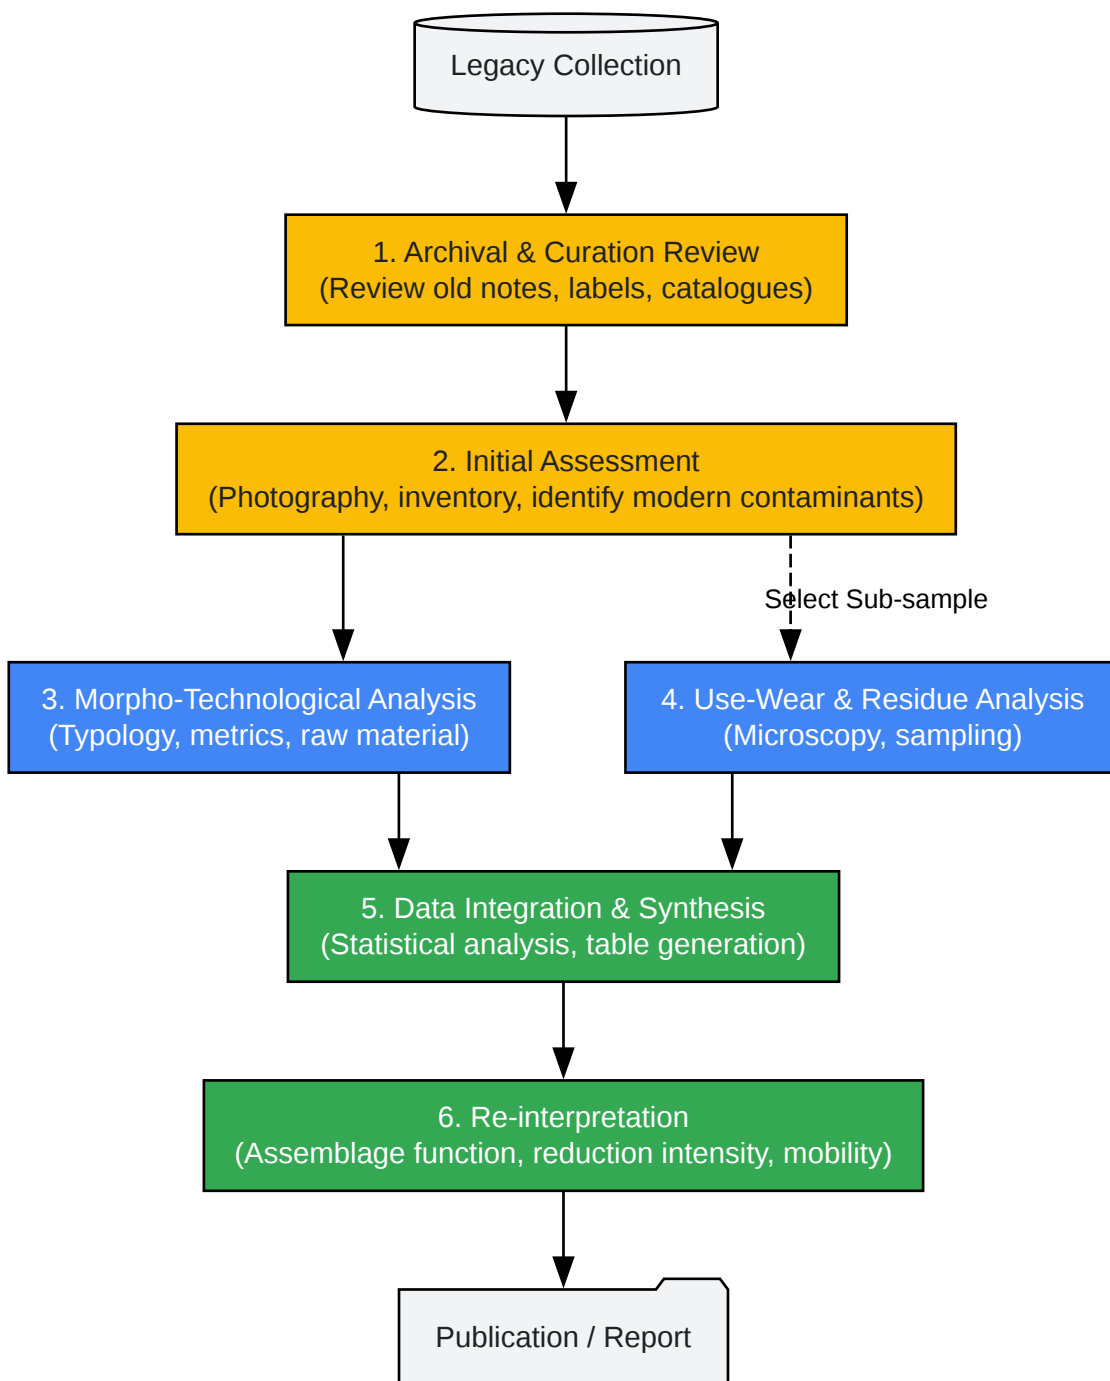 Legacy Collection
1. Archival & Curation Review
(Review old notes, labels, catalogues)
2. Initial Assessment
(Photography, inventory, identify modern contaminants)
Select Sub-sample
3. Morpho-Technological Analysis
(Typology, metrics, raw material)
4. Use-Wear & Residue Analysis
(Microscopy, sampling)
5. Data Integration & Synthesis
(Statistical analysis, table generation)
6. Re-interpretation
(Assemblage function, reduction intensity, mobility)
Publication / Report